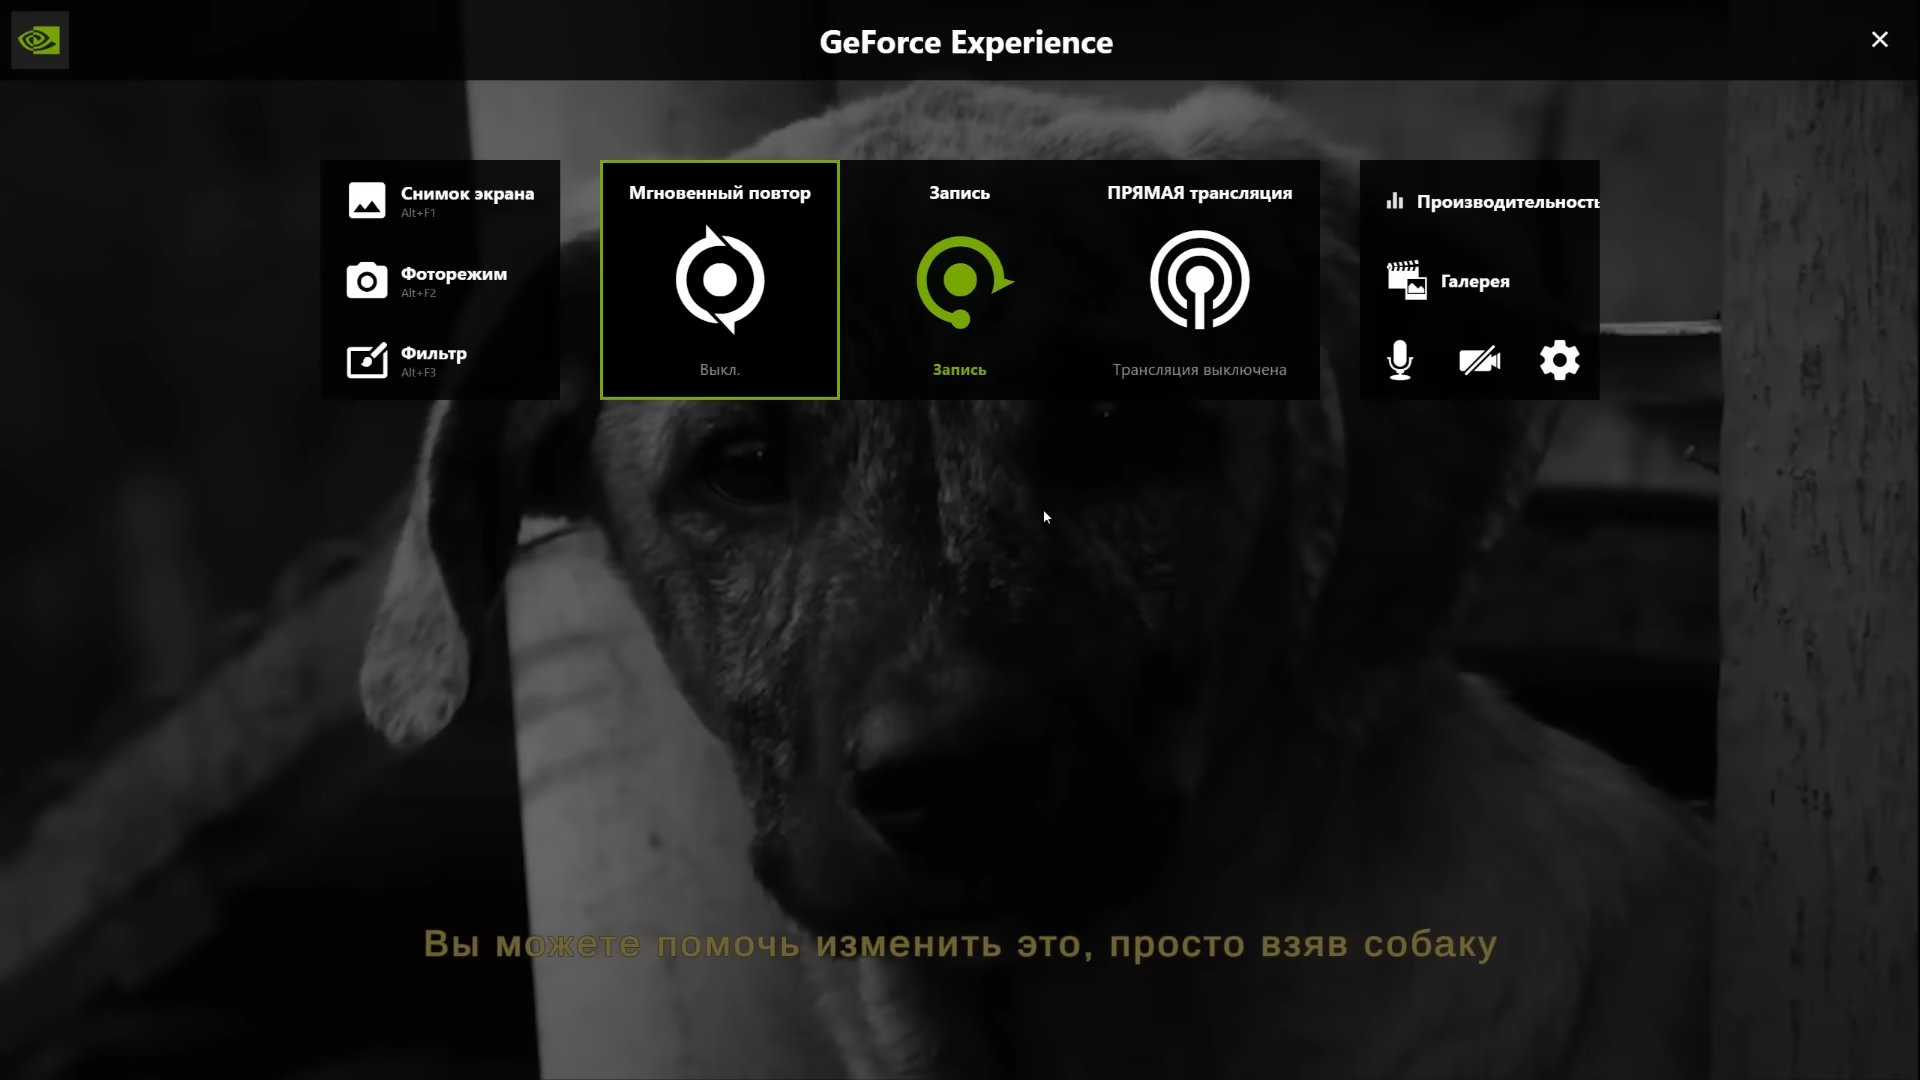 GeForce Experience
Снимок экрана
Alt+F1
Фоторежим
Alt+F2
Фильтр
Alt+F3
Мгновенный повтор
Выкл.
Запись
Запись
ПРЯМАЯ трансляция
Трансляция выключена
Производительность
Галерея
Вы можете помочь изменить это, просто взяв собаку